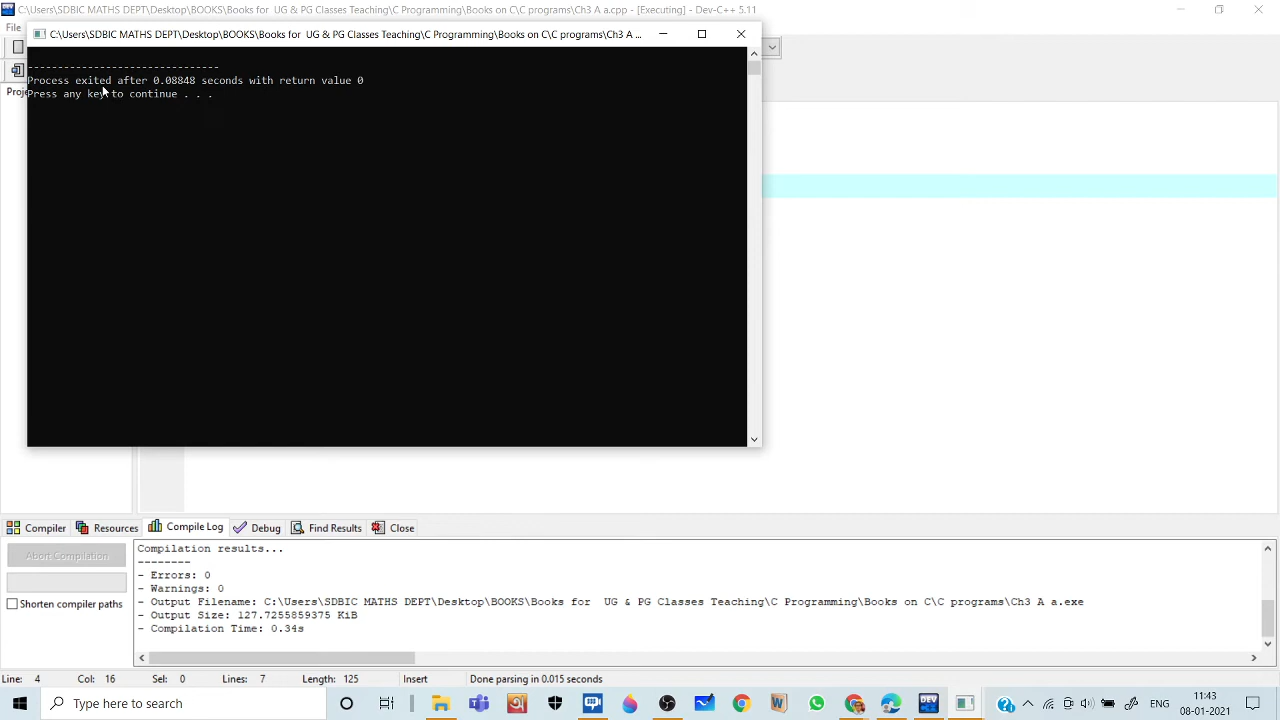 C:\Users\SDBIC MATHS DEPT\Desktop\BOOKS\Books for UG & PG Classes Teaching\C Programming\Books on C\C programs\Ch3 A a.cpp - [Executing] - Dev-C++ 5.11
File
C:\Users\SDBIC MATHS DEPT\Desktop\BOOKS\Books for UG & PG Classes Teaching\C Programming\Books on C\C programs\Ch3 A ...
--------------------------------
Process exited after 0.08848 seconds with return value 0
Proje
Press any key to continue . . .
Compiler Resources Compile Log Debug Find Results Close
Abort Compilation
Shorten compiler paths
Compilation results...
--------
- Errors: 0
- Warnings: 0
- Output Filename: C:\Users\SDBIC MATHS DEPT\Desktop\BOOKS\Books for  UG & PG Classes Teaching\C Programming\Books on C\C programs\Ch3 A a.exe
- Output Size: 127.7255859375 KiB
- Compilation Time: 0.34s
Line: 4 Col: 16 Sel: 0 Lines: 7 Length: 125 Insert Done parsing in 0.015 seconds
Type here to search
ENG
11:43
08-01-2021